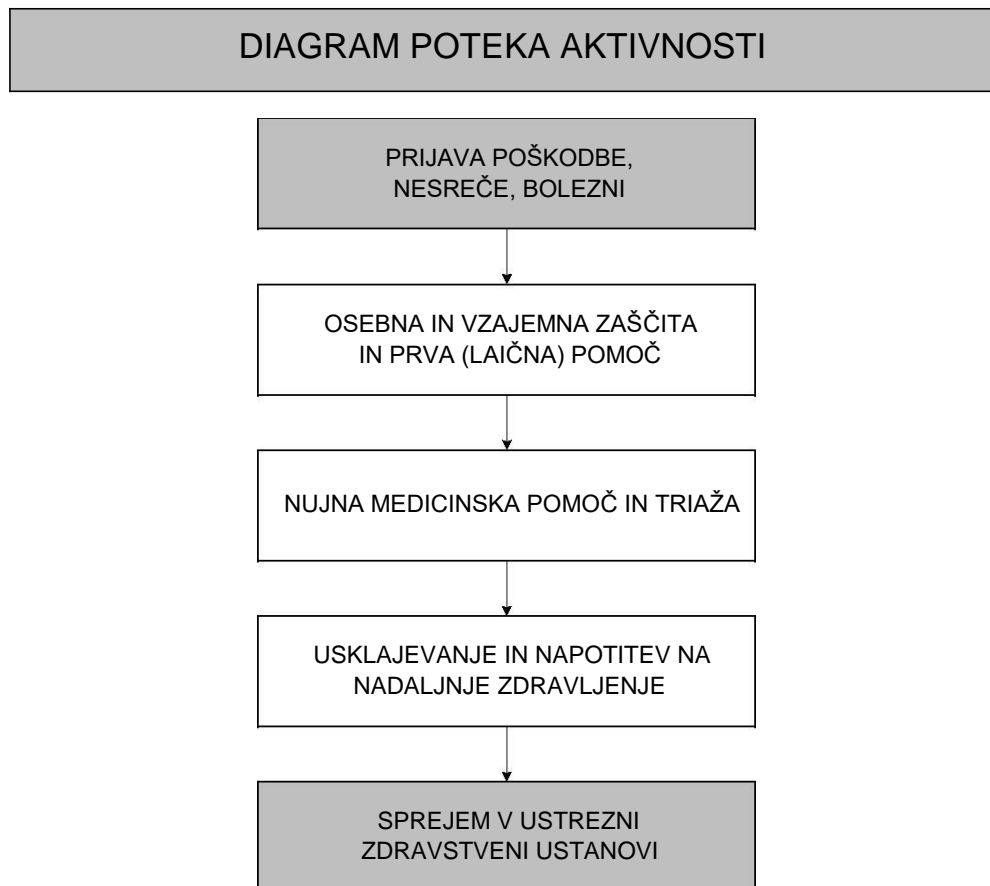 DIAGRAM POTEKA AKTIVNOSTI
PRIJAVA POŠKODBE,
NESREČE, BOLEZNI
OSEBNA IN VZAJEMNA ZAŠČITA
IN PRVA (LAIČNA) POMOČ
NUJNA MEDICINSKA POMOČ IN TRIAŽA
USKLAJEVANJE IN NAPOTITEV NA
NADALJNJE ZDRAVLJENJE
SPREJEM V USTREZNI
ZDRAVSTVENI USTANOVI